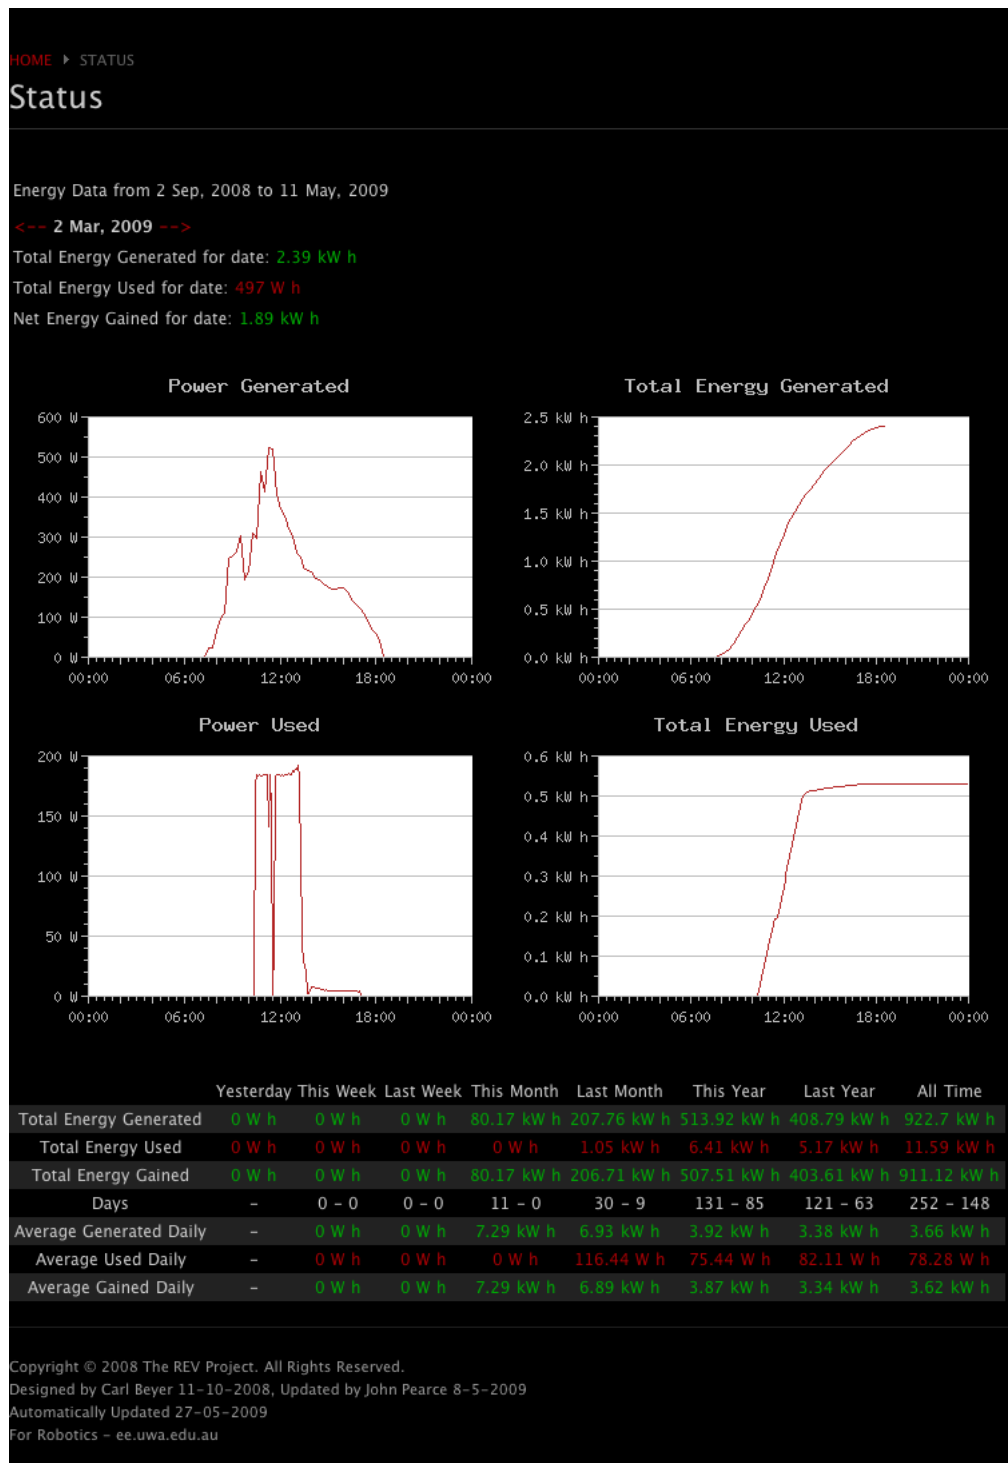 HOME ▸ STATUS
Status
Energy Data from 2 Sep, 2008 to 11 May, 2009
<-- 2 Mar, 2009 -->
Total Energy Generated for date: 2.39 kW h
Total Energy Used for date: 497 W h
Net Energy Gained for date: 1.89 kW h
Power Generated
600 W
500 W
400 W
300 W
200 W
100 W
0 W
00:00 06:00 12:00 18:00 00:00
Total Energy Generated
2.5 kW h
2.0 kW h
1.5 kW h
1.0 kW h
0.5 kW h
0.0 kW h
00:00 06:00 12:00 18:00 00:00
Power Used
200 W
150 W
100 W
50 W
0 W
00:00 06:00 12:00 18:00 00:00
Total Energy Used
0.6 kW h
0.5 kW h
0.4 kW h
0.3 kW h
0.2 kW h
0.1 kW h
0.0 kW h
00:00 06:00 12:00 18:00 00:00
Yesterday This Week Last Week This Month Last Month This Year Last Year All Time
Total Energy Generated 0 W h 0 W h 0 W h 80.17 kW h 207.76 kW h 513.92 kW h 408.79 kW h 922.7 kW h
Total Energy Used 0 W h 0 W h 0 W h 0 W h 1.05 kW h 6.41 kW h 5.17 kW h 11.59 kW h
Total Energy Gained 0 W h 0 W h 0 W h 80.17 kW h 206.71 kW h 507.51 kW h 403.61 kW h 911.12 kW h
Days – 0 – 0 0 – 0 11 – 0 30 – 9 131 – 85 121 – 63 252 – 148
Average Generated Daily – 0 W h 0 W h 7.29 kW h 6.93 kW h 3.92 kW h 3.38 kW h 3.66 kW h
Average Used Daily – 0 W h 0 W h 0 W h 116.44 W h 75.44 W h 82.11 W h 78.28 W h
Average Gained Daily – 0 W h 0 W h 7.29 kW h 6.89 kW h 3.87 kW h 3.34 kW h 3.62 kW h
Copyright © 2008 The REV Project. All Rights Reserved.
Designed by Carl Beyer 11-10-2008, Updated by John Pearce 8-5-2009
Automatically Updated 27-05-2009
For Robotics – ee.uwa.edu.au